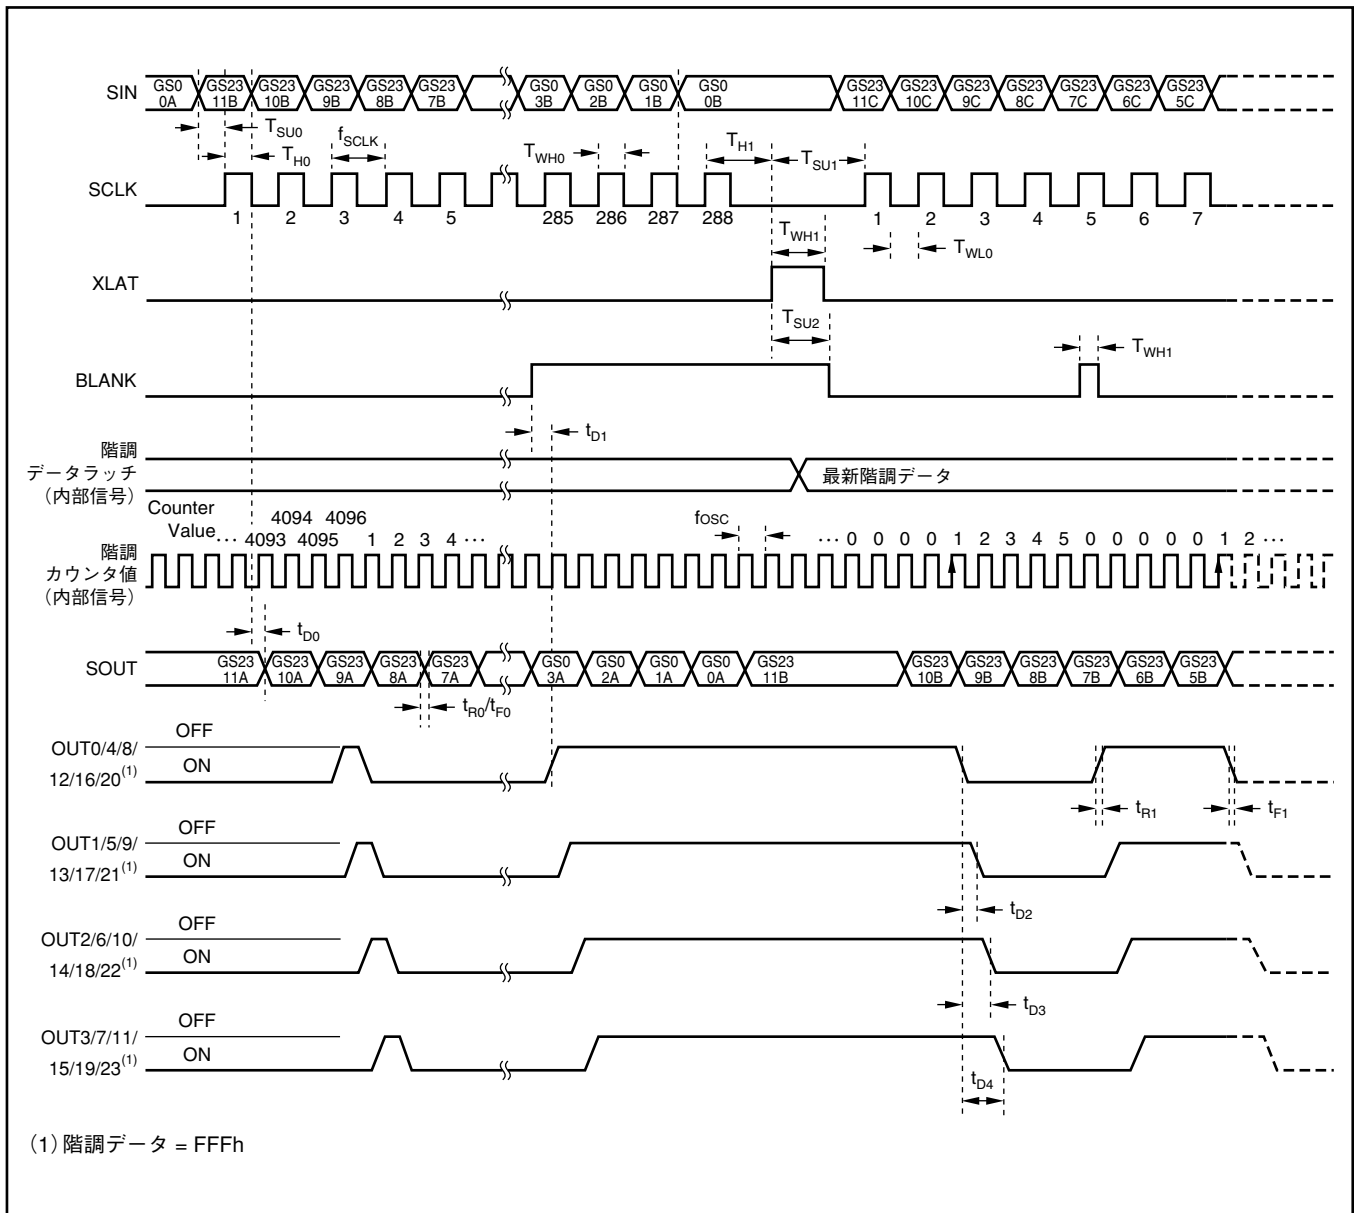 SIN
GS0 GS23 GS23 GS23 GS23 GS23 GS0 GS0 GS0 GS0 GS23 GS23 GS23 GS23 GS23 GS23 GS23
0A 11B 10B 9B 8B 7B 3B 2B 1B 0B 11C 10C 9C 8C 7C 6C 5C
TSU0 fSCLK
TH0 TWH0 TH1 TSU1
SCLK
1 2 3 4 5 285 286 287 288 1 2 3 4 5 6 7
TWH1 TWL0
XLAT
TSU2
TWH1
BLANK
tD1
階調
データラッチ
(内部信号)
最新階調データ
Counter
Value
4094 4096
… 4093 4095 1 2 3 4 …
fOSC
… 0 0 0 0 1 2 3 4 5 0 0 0 0 0 1 2 …
階調
カウンタ値
(内部信号)
tD0
SOUT
GS23 GS23 GS23 GS23 GS23 GS0 GS0 GS0 GS0 GS23 GS23 GS23 GS23 GS23 GS23 GS23
11A 10A 9A 8A 7A 3A 2A 1A 0A 11B 10B 9B 8B 7B 6B 5B
tR0/tF0
OUT0/4/8/
12/16/20(1)
OFF
ON
tR1 tF1
OUT1/5/9/
13/17/21(1)
OFF
ON
tD2
OUT2/6/10/
14/18/22(1)
OFF
ON
tD3
OUT3/7/11/
15/19/23(1)
OFF
ON
tD4
(1) 階調データ = FFFh